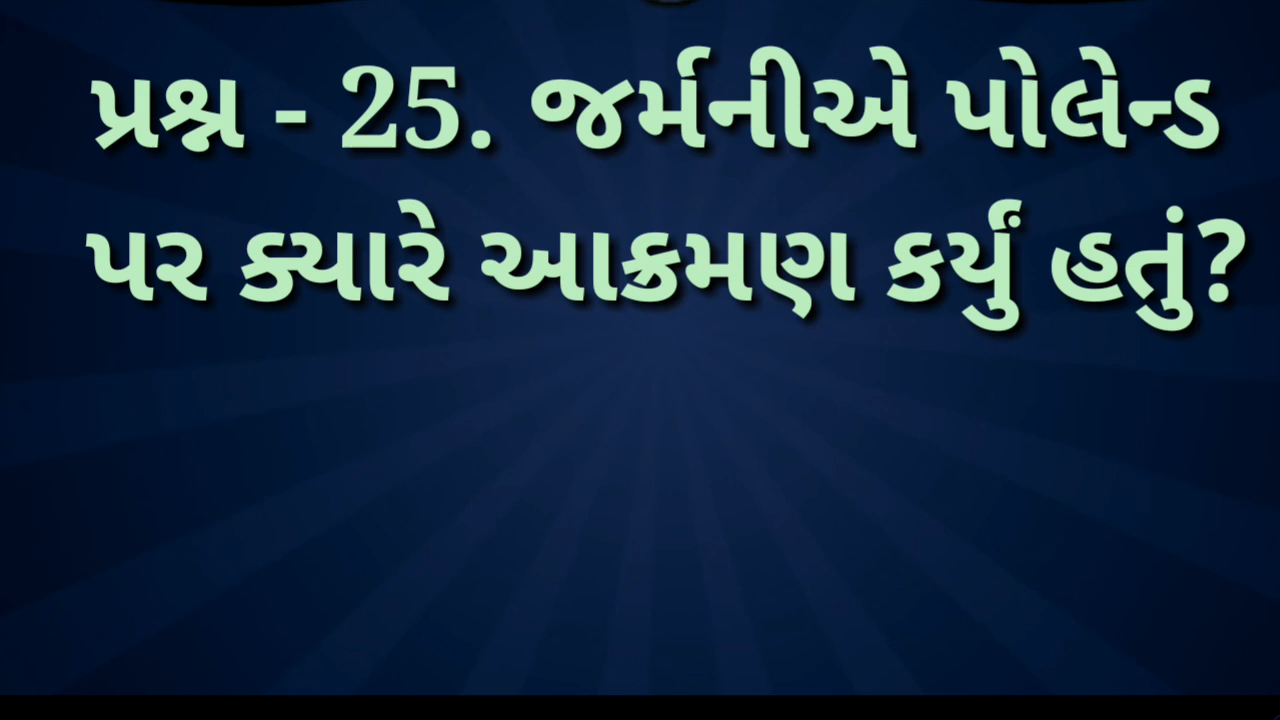 પ્રશ્ન - 25. જર્મનીએ પોલેન્ડ
પર ક્યારે આક્રમણ કર્યું હતું?